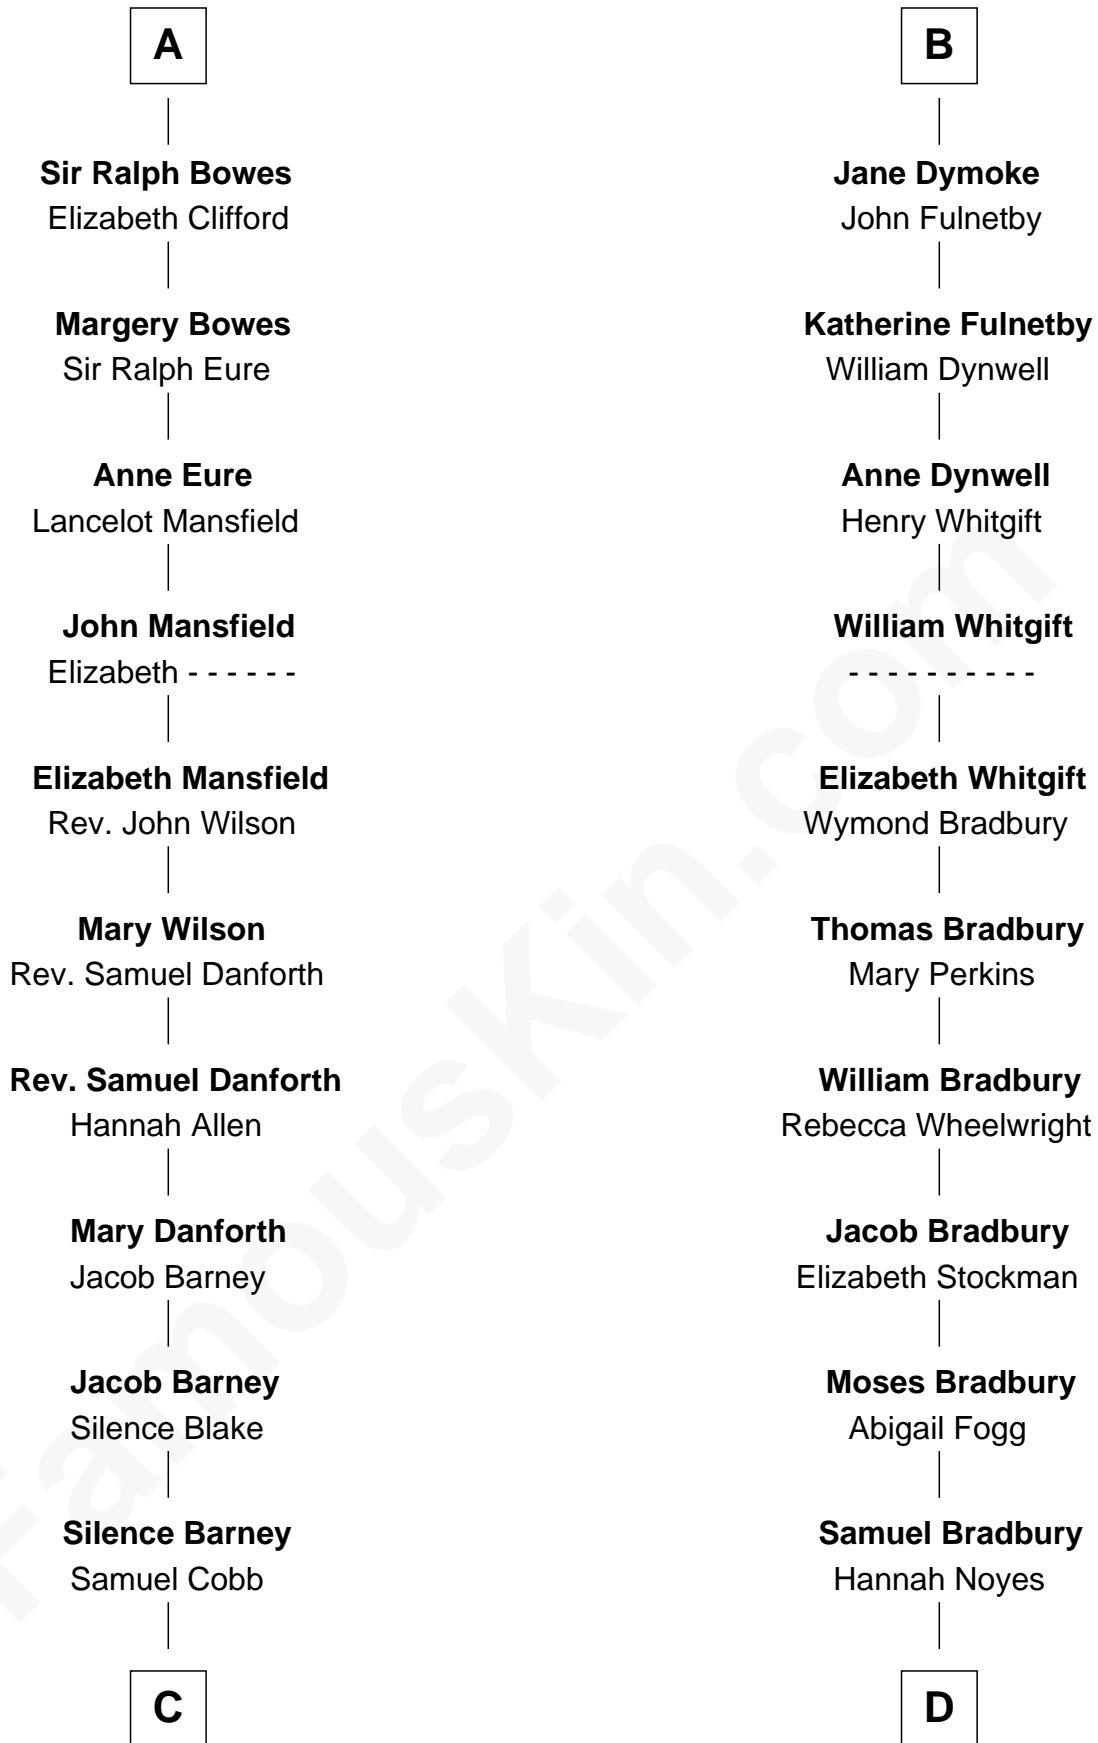 A
Sir Ralph Bowes
Elizabeth Clifford
Margery Bowes
Sir Ralph Eure
Anne Eure
Lancelot Mansfield
John Mansfield
Elizabeth - - - - - -
Elizabeth Mansfield
Rev. John Wilson
Mary Wilson
Rev. Samuel Danforth
Rev. Samuel Danforth
Hannah Allen
Mary Danforth
Jacob Barney
Jacob Barney
Silence Blake
Silence Barney
Samuel Cobb
C
B
Jane Dymoke
John Fulnetby
Katherine Fulnetby
William Dynwell
Anne Dynwell
Henry Whitgift
William Whitgift
- - - - - - - - - -
Elizabeth Whitgift
Wymond Bradbury
Thomas Bradbury
Mary Perkins
William Bradbury
Rebecca Wheelwright
Jacob Bradbury
Elizabeth Stockman
Moses Bradbury
Abigail Fogg
Samuel Bradbury
Hannah Noyes
D
FamousKin.com